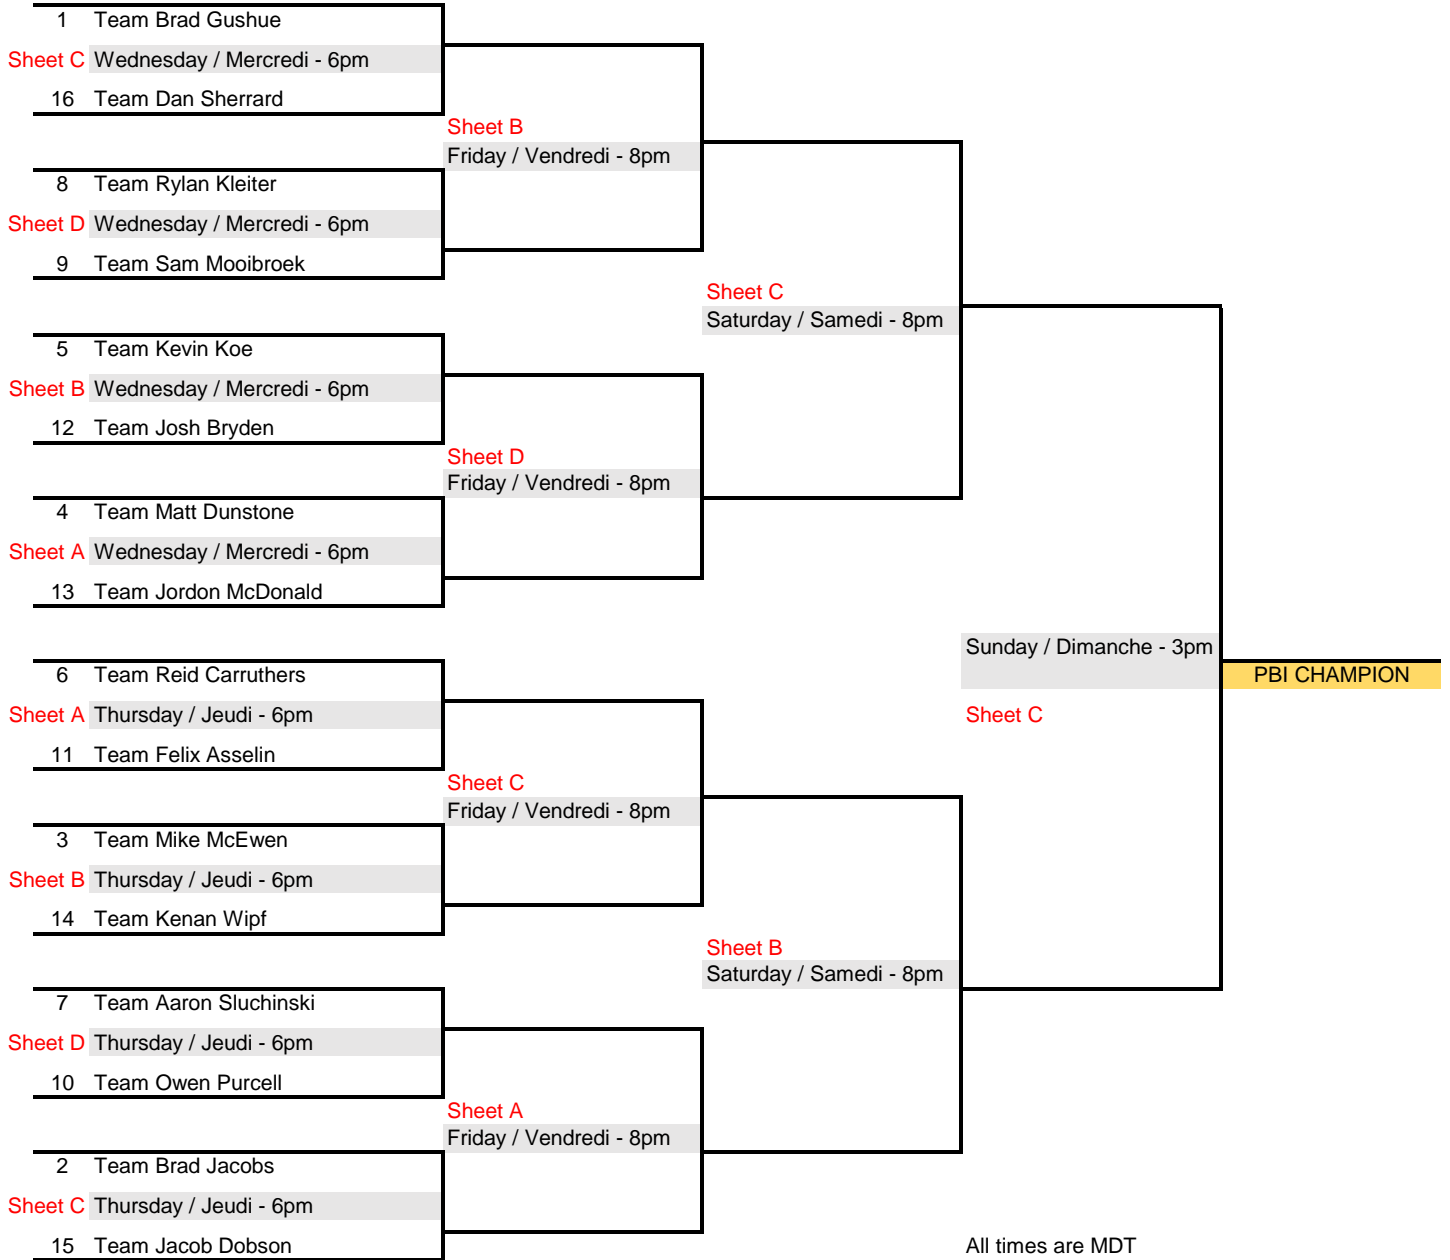 1 Team Brad Gushue
Sheet C Wednesday / Mercredi - 6pm
16 Team Dan Sherrard
Sheet B
Friday / Vendredi - 8pm
8 Team Rylan Kleiter
Sheet D Wednesday / Mercredi - 6pm
9 Team Sam Mooibroek
Sheet C
Saturday / Samedi - 8pm
5 Team Kevin Koe
Sheet B Wednesday / Mercredi - 6pm
12 Team Josh Bryden
Sheet D
Friday / Vendredi - 8pm
4 Team Matt Dunstone
Sheet A Wednesday / Mercredi - 6pm
13 Team Jordon McDonald
Sunday / Dimanche - 3pm
PBI CHAMPION
Sheet C
6 Team Reid Carruthers
Sheet A Thursday / Jeudi - 6pm
11 Team Felix Asselin
Sheet C
Friday / Vendredi - 8pm
3 Team Mike McEwen
Sheet B Thursday / Jeudi - 6pm
14 Team Kenan Wipf
Sheet B
Saturday / Samedi - 8pm
7 Team Aaron Sluchinski
Sheet D Thursday / Jeudi - 6pm
10 Team Owen Purcell
Sheet A
Friday / Vendredi - 8pm
2 Team Brad Jacobs
Sheet C Thursday / Jeudi - 6pm
15 Team Jacob Dobson
All times are MDT